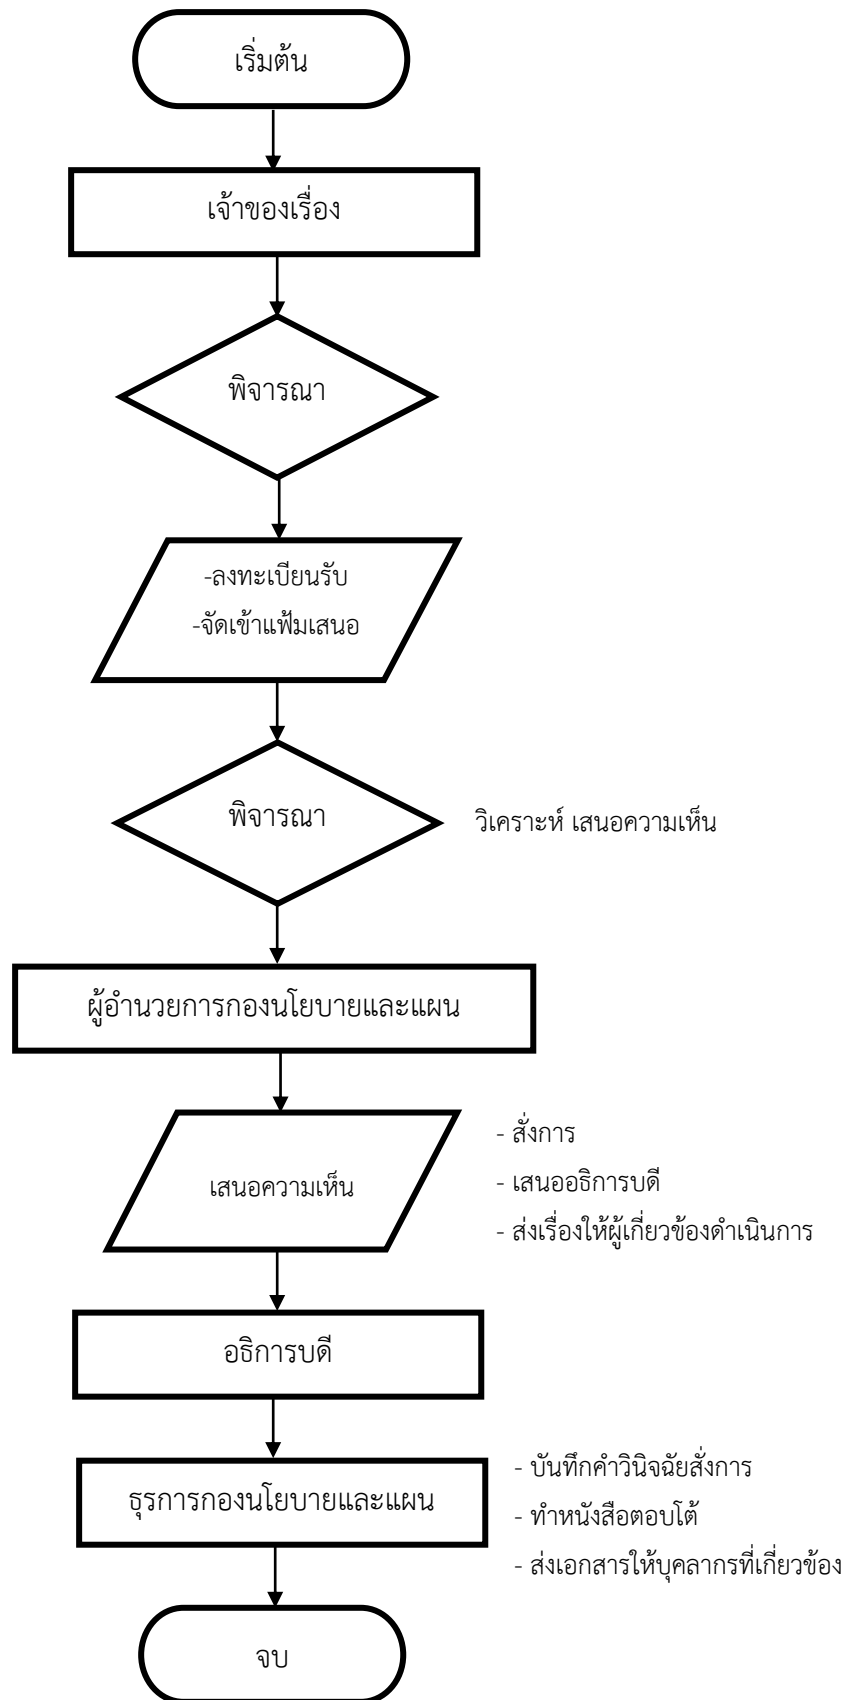 เริ่มต้น
เจ้าของเรื่อง
พิจารณา
-ลงทะเบียนรับ
-จัดเข้าแฟ้มเสนอ
พิจารณา
วิเคราะห์ เสนอความเห็น
ผู้อำนวยการกองนโยบายและแผน
เสนอความเห็น
- สั่งการ
- เสนออธิการบดี
- ส่งเรื่องให้ผู้เกี่ยวข้องดำเนินการ
อธิการบดี
ธุรการกองนโยบายและแผน
- บันทึกคำวินิจฉัยสั่งการ
- ทำหนังสือตอบโต้
- ส่งเอกสารให้บุคลากรที่เกี่ยวข้อง
จบ